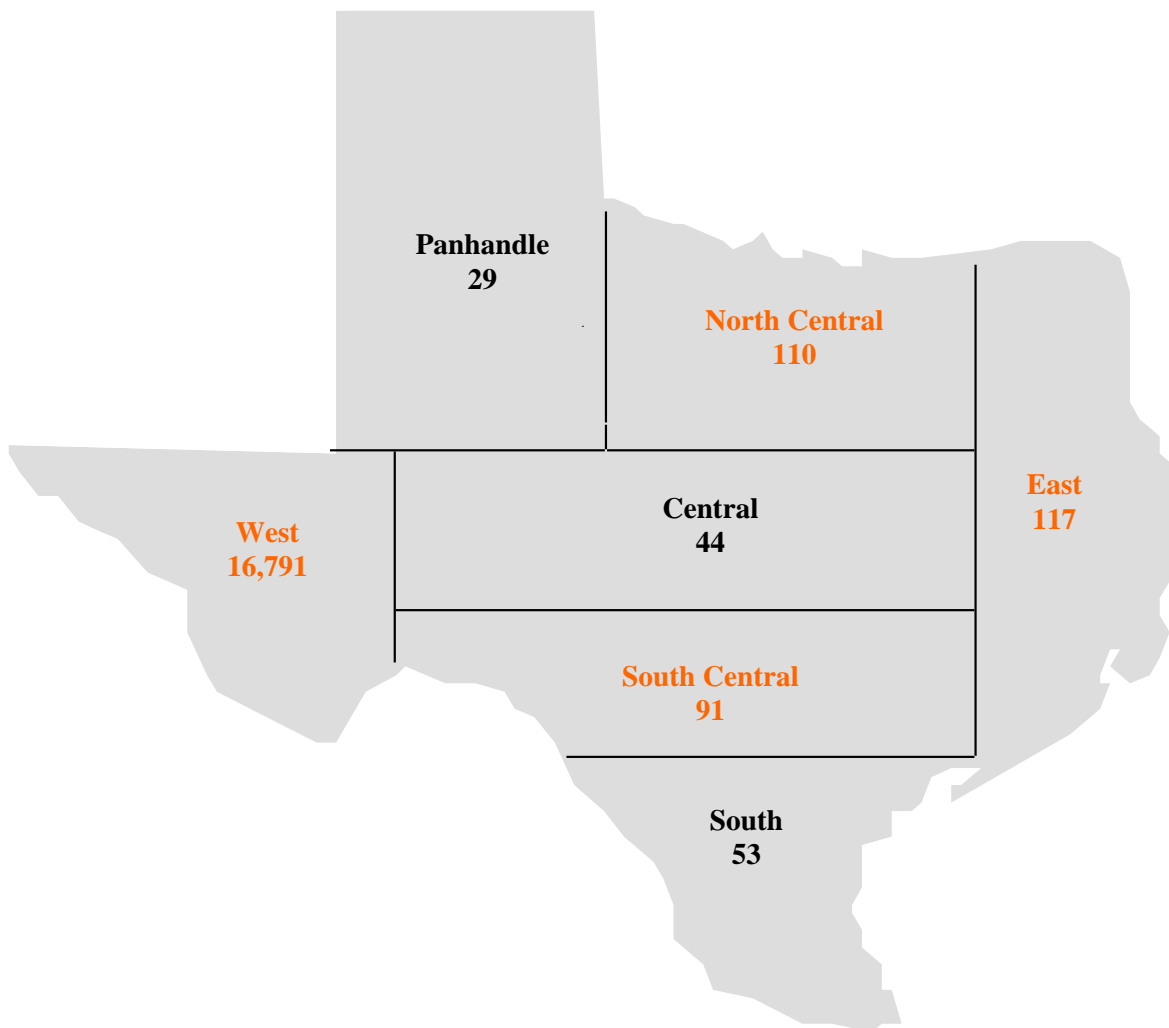 Panhandle
29
North Central
110
East
117
Central
44
West
16,791
South Central
91
South
53